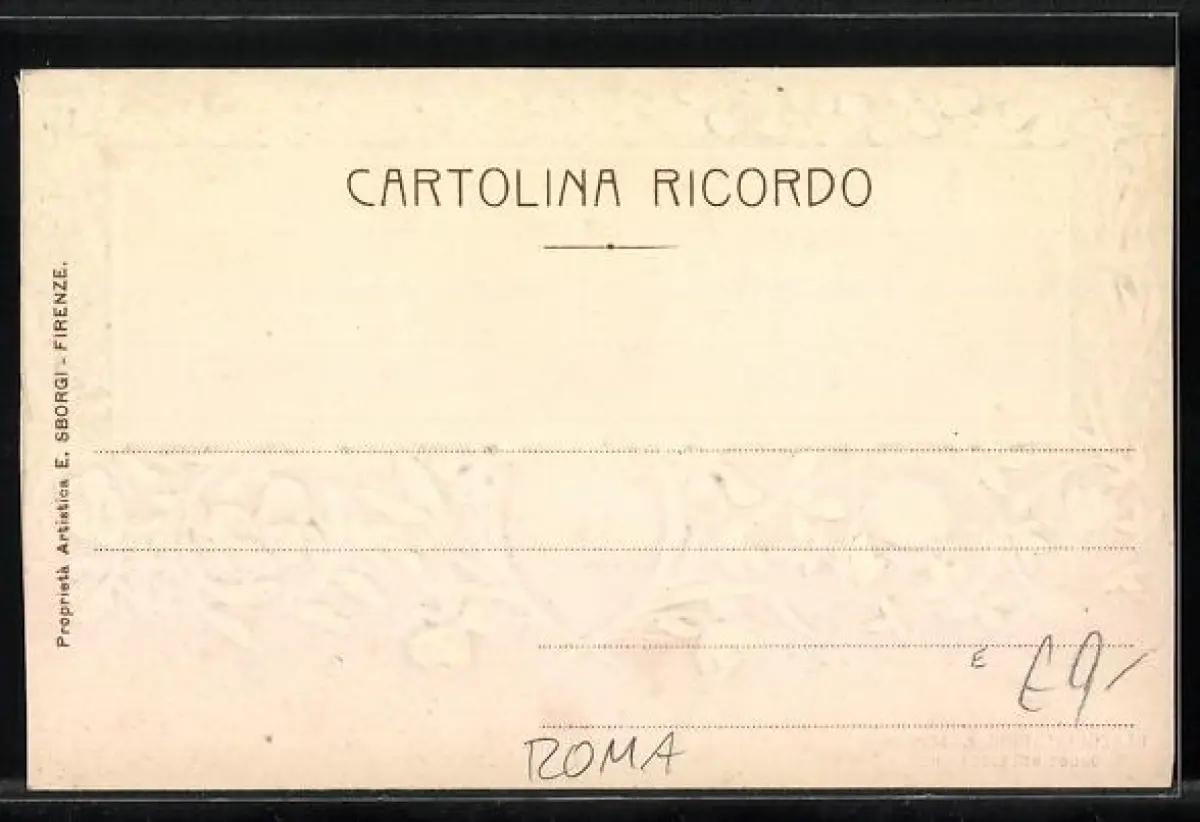 CARTOLINA RICORDO
Proprietà Artistica E. SBORGI - FIRENZE.
E
£9/
ROMA